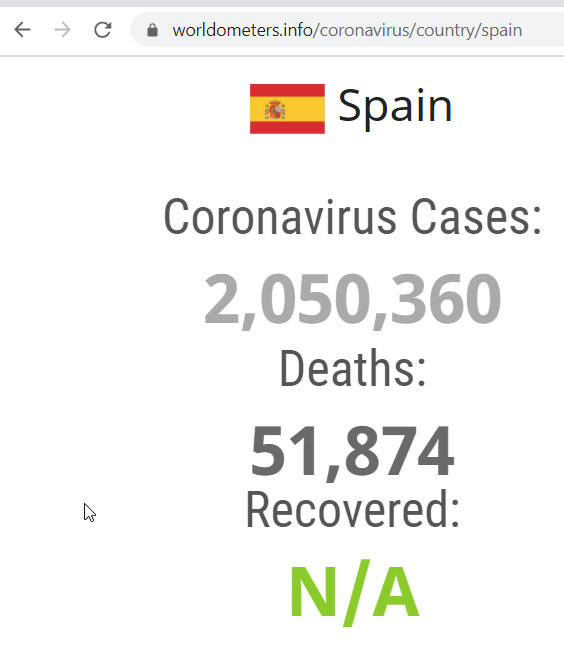 worldometers.info/coronavirus/country/spain
Spain
Coronavirus Cases:
2,050,360
Deaths:
51,874
Recovered:
N/A